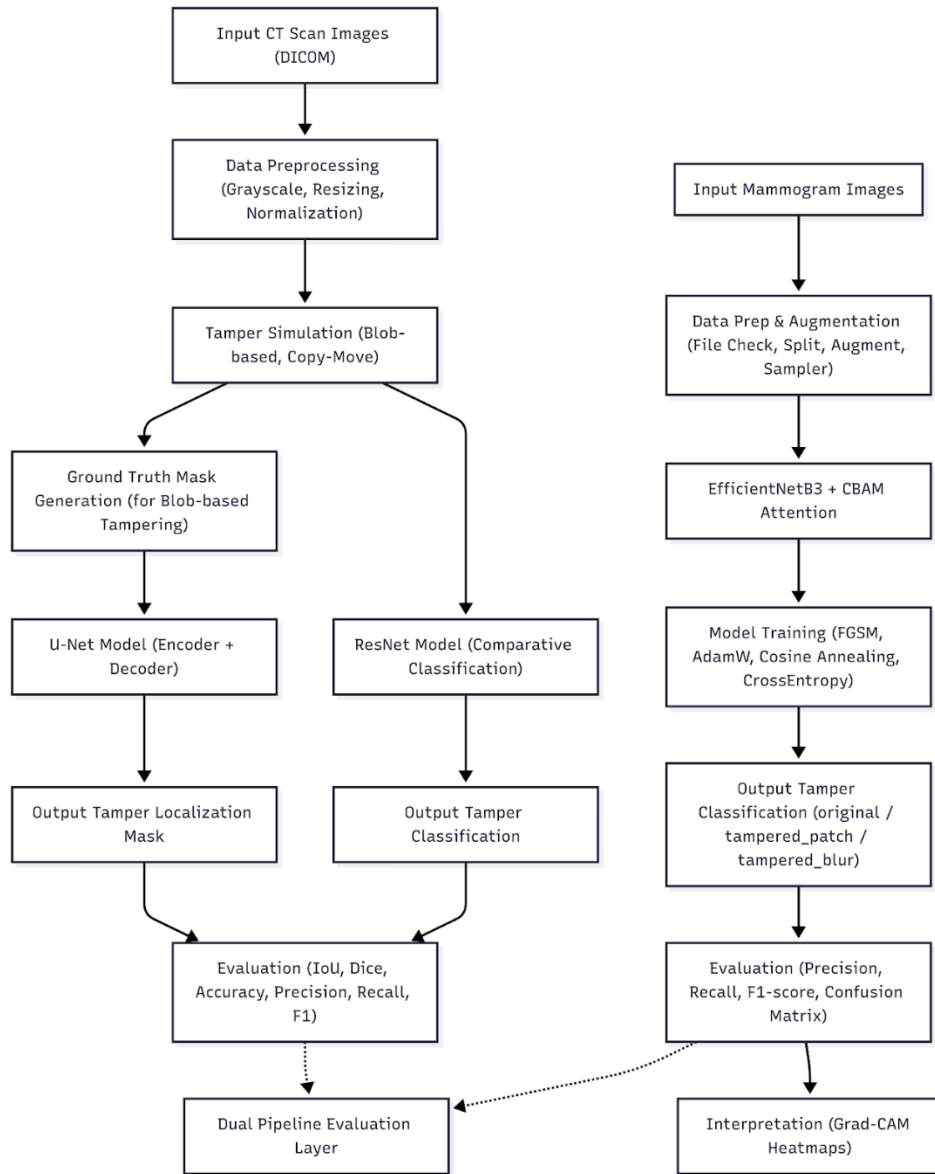 Input CT Scan Images
(DICOM)
Data Preprocessing
(Grayscale, Resizing,
Normalization)
Tamper Simulation (Blob-
based, Copy-Move)
Ground Truth Mask
Generation (for Blob-based
Tampering)
U-Net Model (Encoder +
Decoder)
Output Tamper Localization
Mask
ResNet Model (Comparative
Classification)
Output Tamper
Classification
Evaluation (IoU, Dice,
Accuracy, Precision, Recall,
F1)
Dual Pipeline Evaluation
Layer
Input Mammogram Images
Data Prep & Augmentation
(File Check, Split, Augment,
Sampler)
EfficientNetB3 + CBAM
Attention
Model Training (FGSM,
AdamW, Cosine Annealing,
CrossEntropy)
Output Tamper
Classification (original /
tampered_patch /
tampered_blur)
Evaluation (Precision,
Recall, F1-score, Confusion
Matrix)
Interpretation (Grad-CAM
Heatmaps)